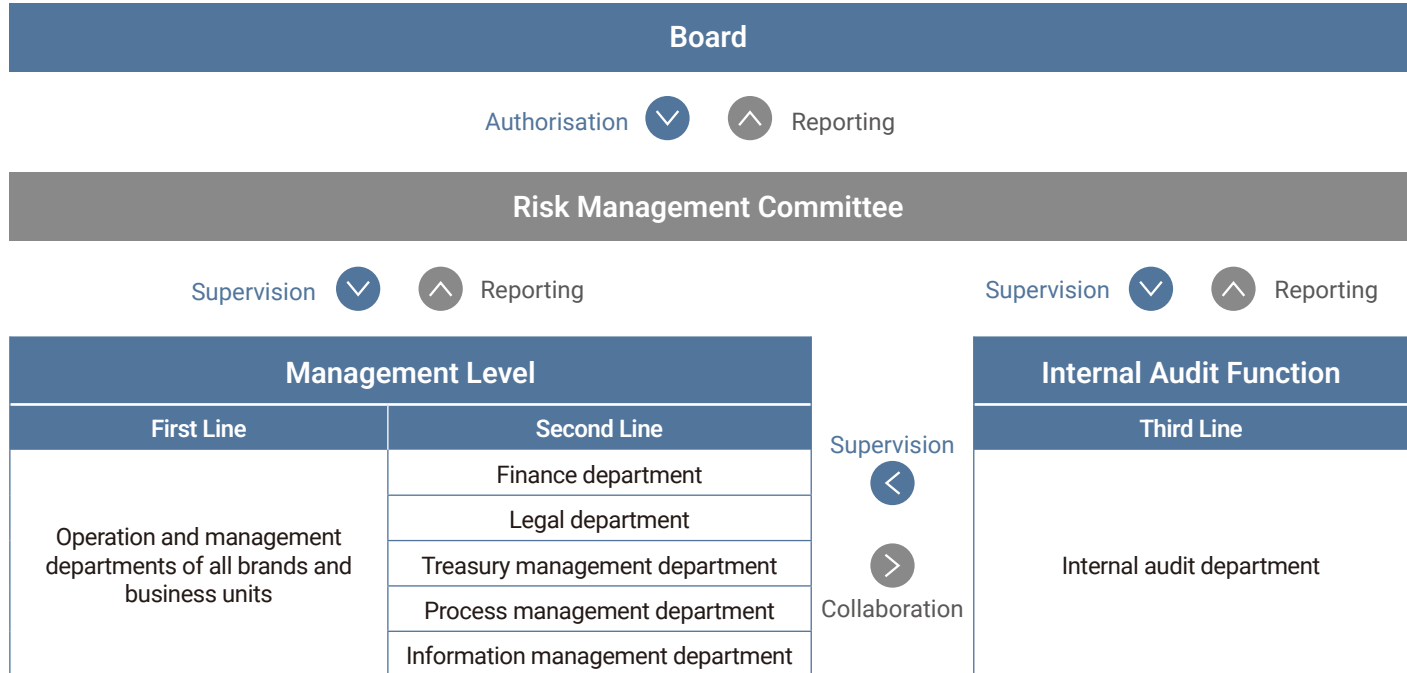 Board
Authorisation
Reporting
Risk Management Committee
Supervision
Reporting
Supervision
Reporting
Management Level
First Line
Second Line
Operation and management
departments of all brands and
business units
Finance department
Legal department
Treasury management department
Process management department
Information management department
Supervision
Collaboration
Internal Audit Function
Third Line
Internal audit department